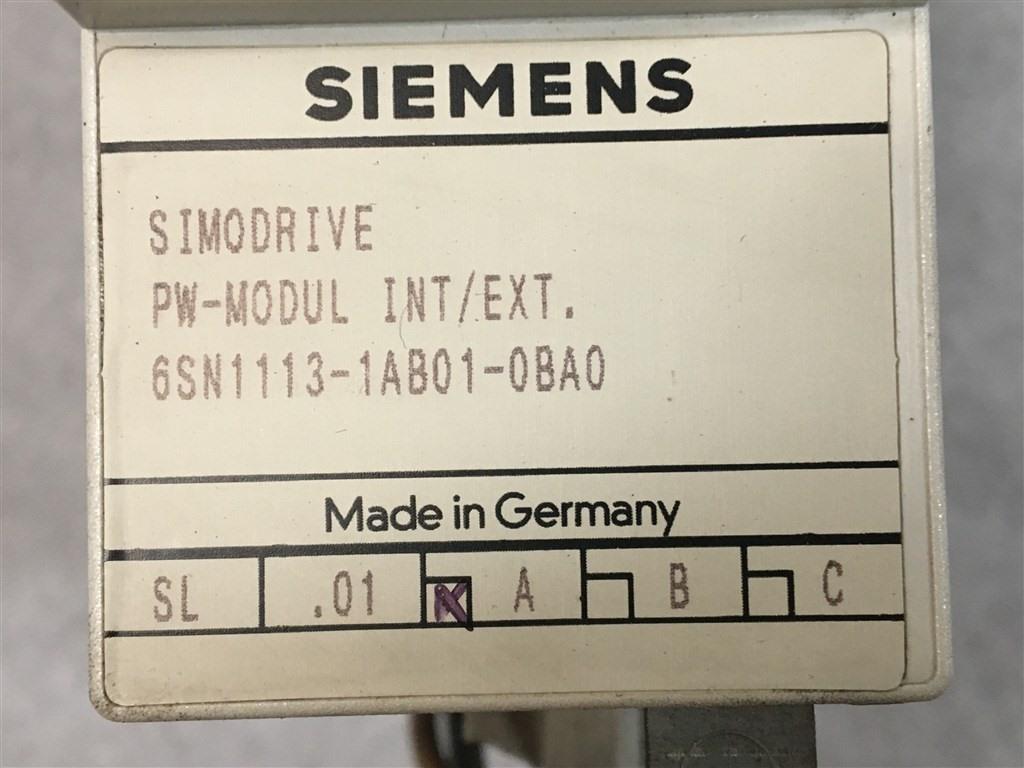 SIEMENS
SIMODRIVE
PW-MODUL INT/EXT.
6SN1113-1AB01-0BA0
Made in Germany
SL .01 A B C